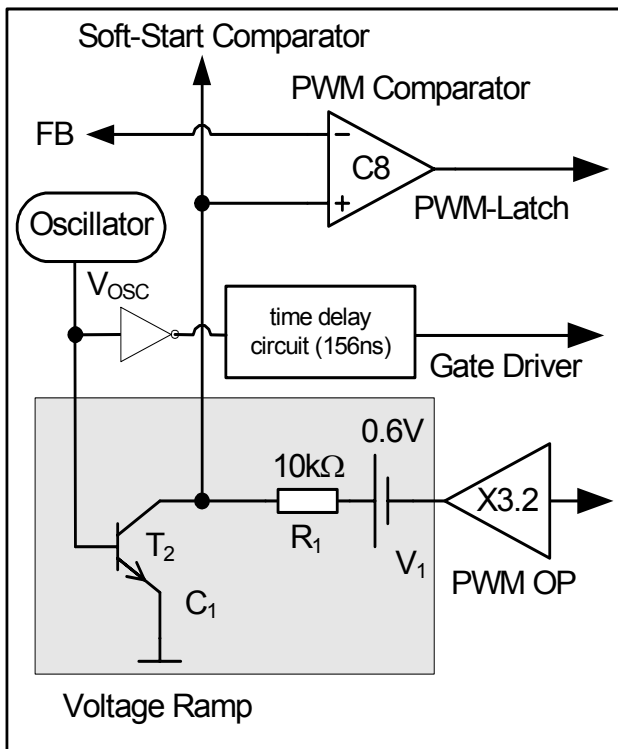 Soft-Start Comparator
PWM Comparator
FB
−
C8
+
PWM-Latch
Oscillator
VOSC
time delay
circuit (156ns)
Gate Driver
0.6V
10kΩ
X3.2
R1
T2
V1
PWM OP
C1
Voltage Ramp